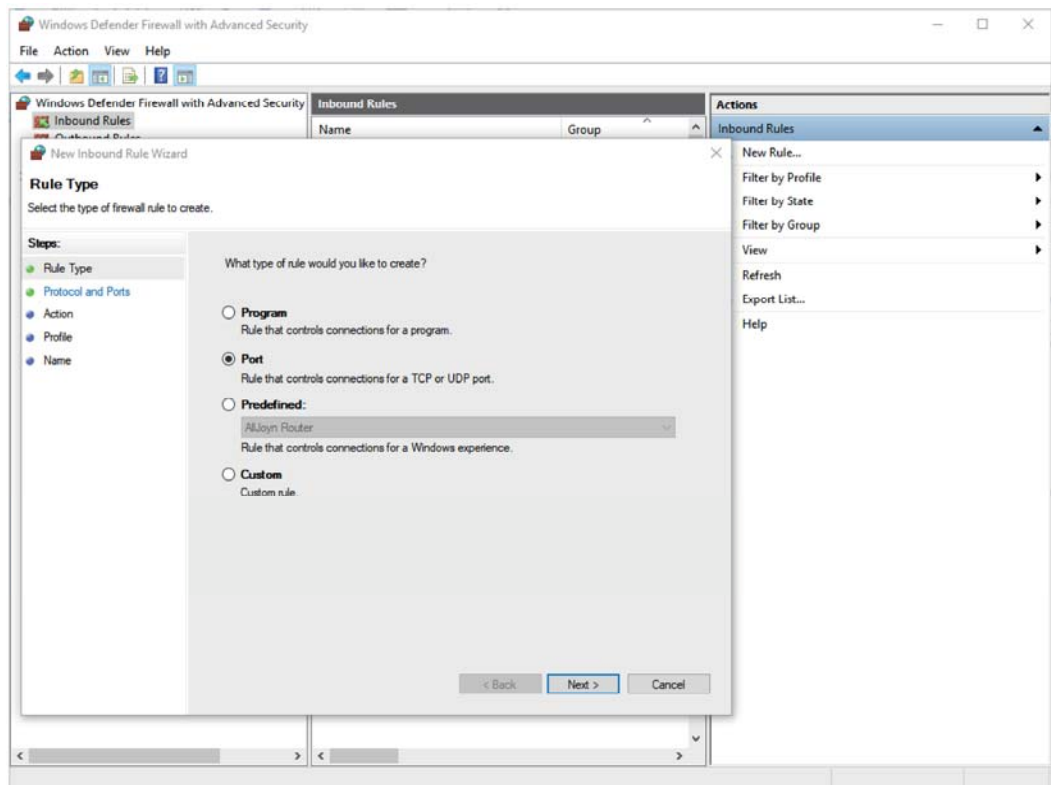 Windows Defender Firewall with Advanced Security
File Action View Help
Windows Defender Firewall with Advanced Security
Inbound Rules
Outbound Rules
Inbound Rules
Name Group
Actions
Inbound Rules
New Rule...
Filter by Profile
Filter by State
Filter by Group
View
Refresh
Export List...
Help
New Inbound Rule Wizard
Rule Type
Select the type of firewall rule to create.
Steps:
Rule Type
Protocol and Ports
Action
Profile
Name
What type of rule would you like to create?
Program
Rule that controls connections for a program.
Port
Rule that controls connections for a TCP or UDP port.
Predefined:
AllJoyn Router
Rule that controls connections for a Windows experience.
Custom
Custom rule.
< Back Next > Cancel